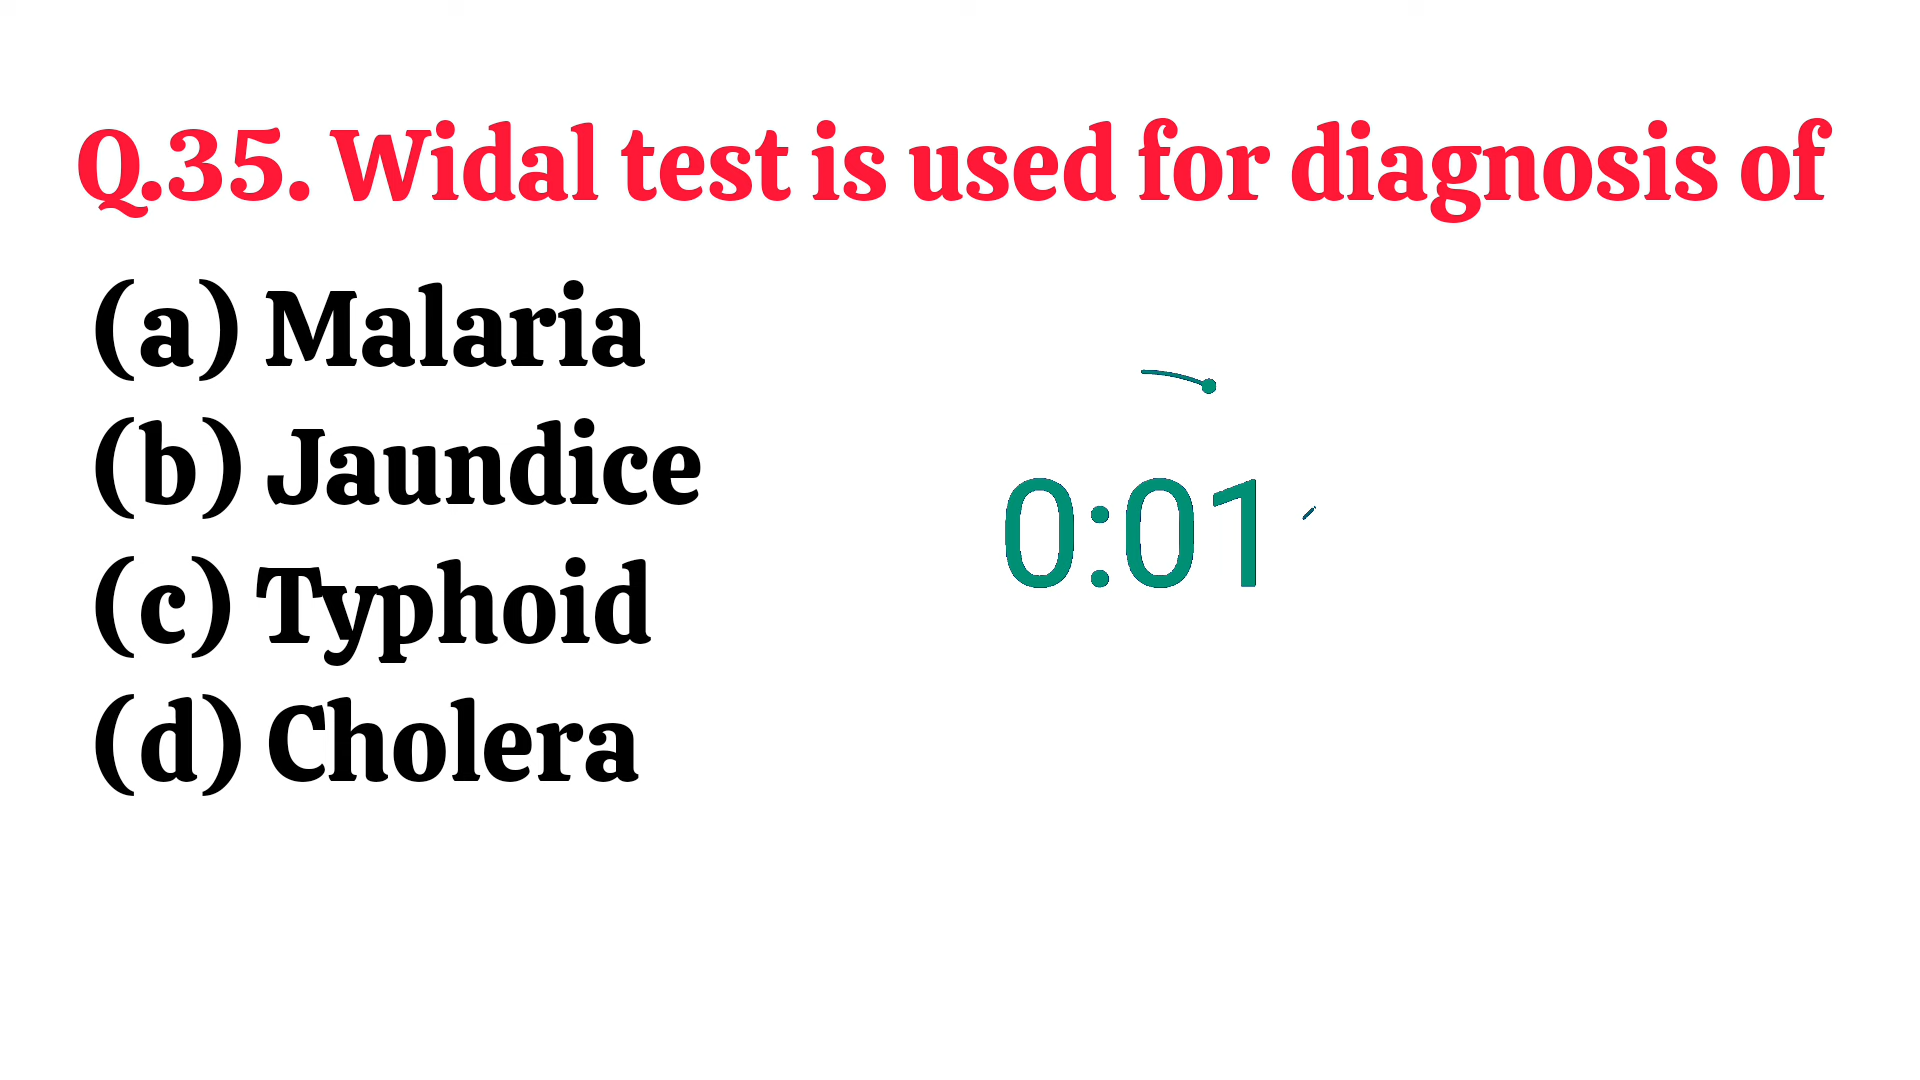 Q.35. Widal test is used for diagnosis of
(a) Malaria
(b) Jaundice
(c) Typhoid
(d) Cholera
0:01